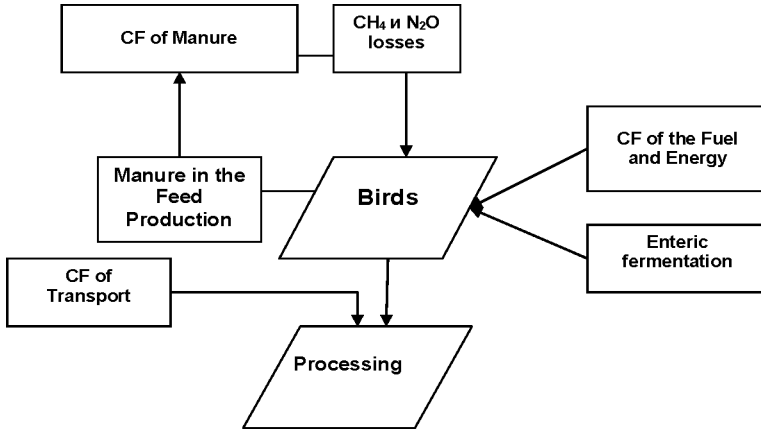 CF of Manure
CH₄ и N₂O
losses
CF of the Fuel
and Energy
Manure in the
Feed
Production
Birds
Enteric
fermentation
CF of
Transport
Processing